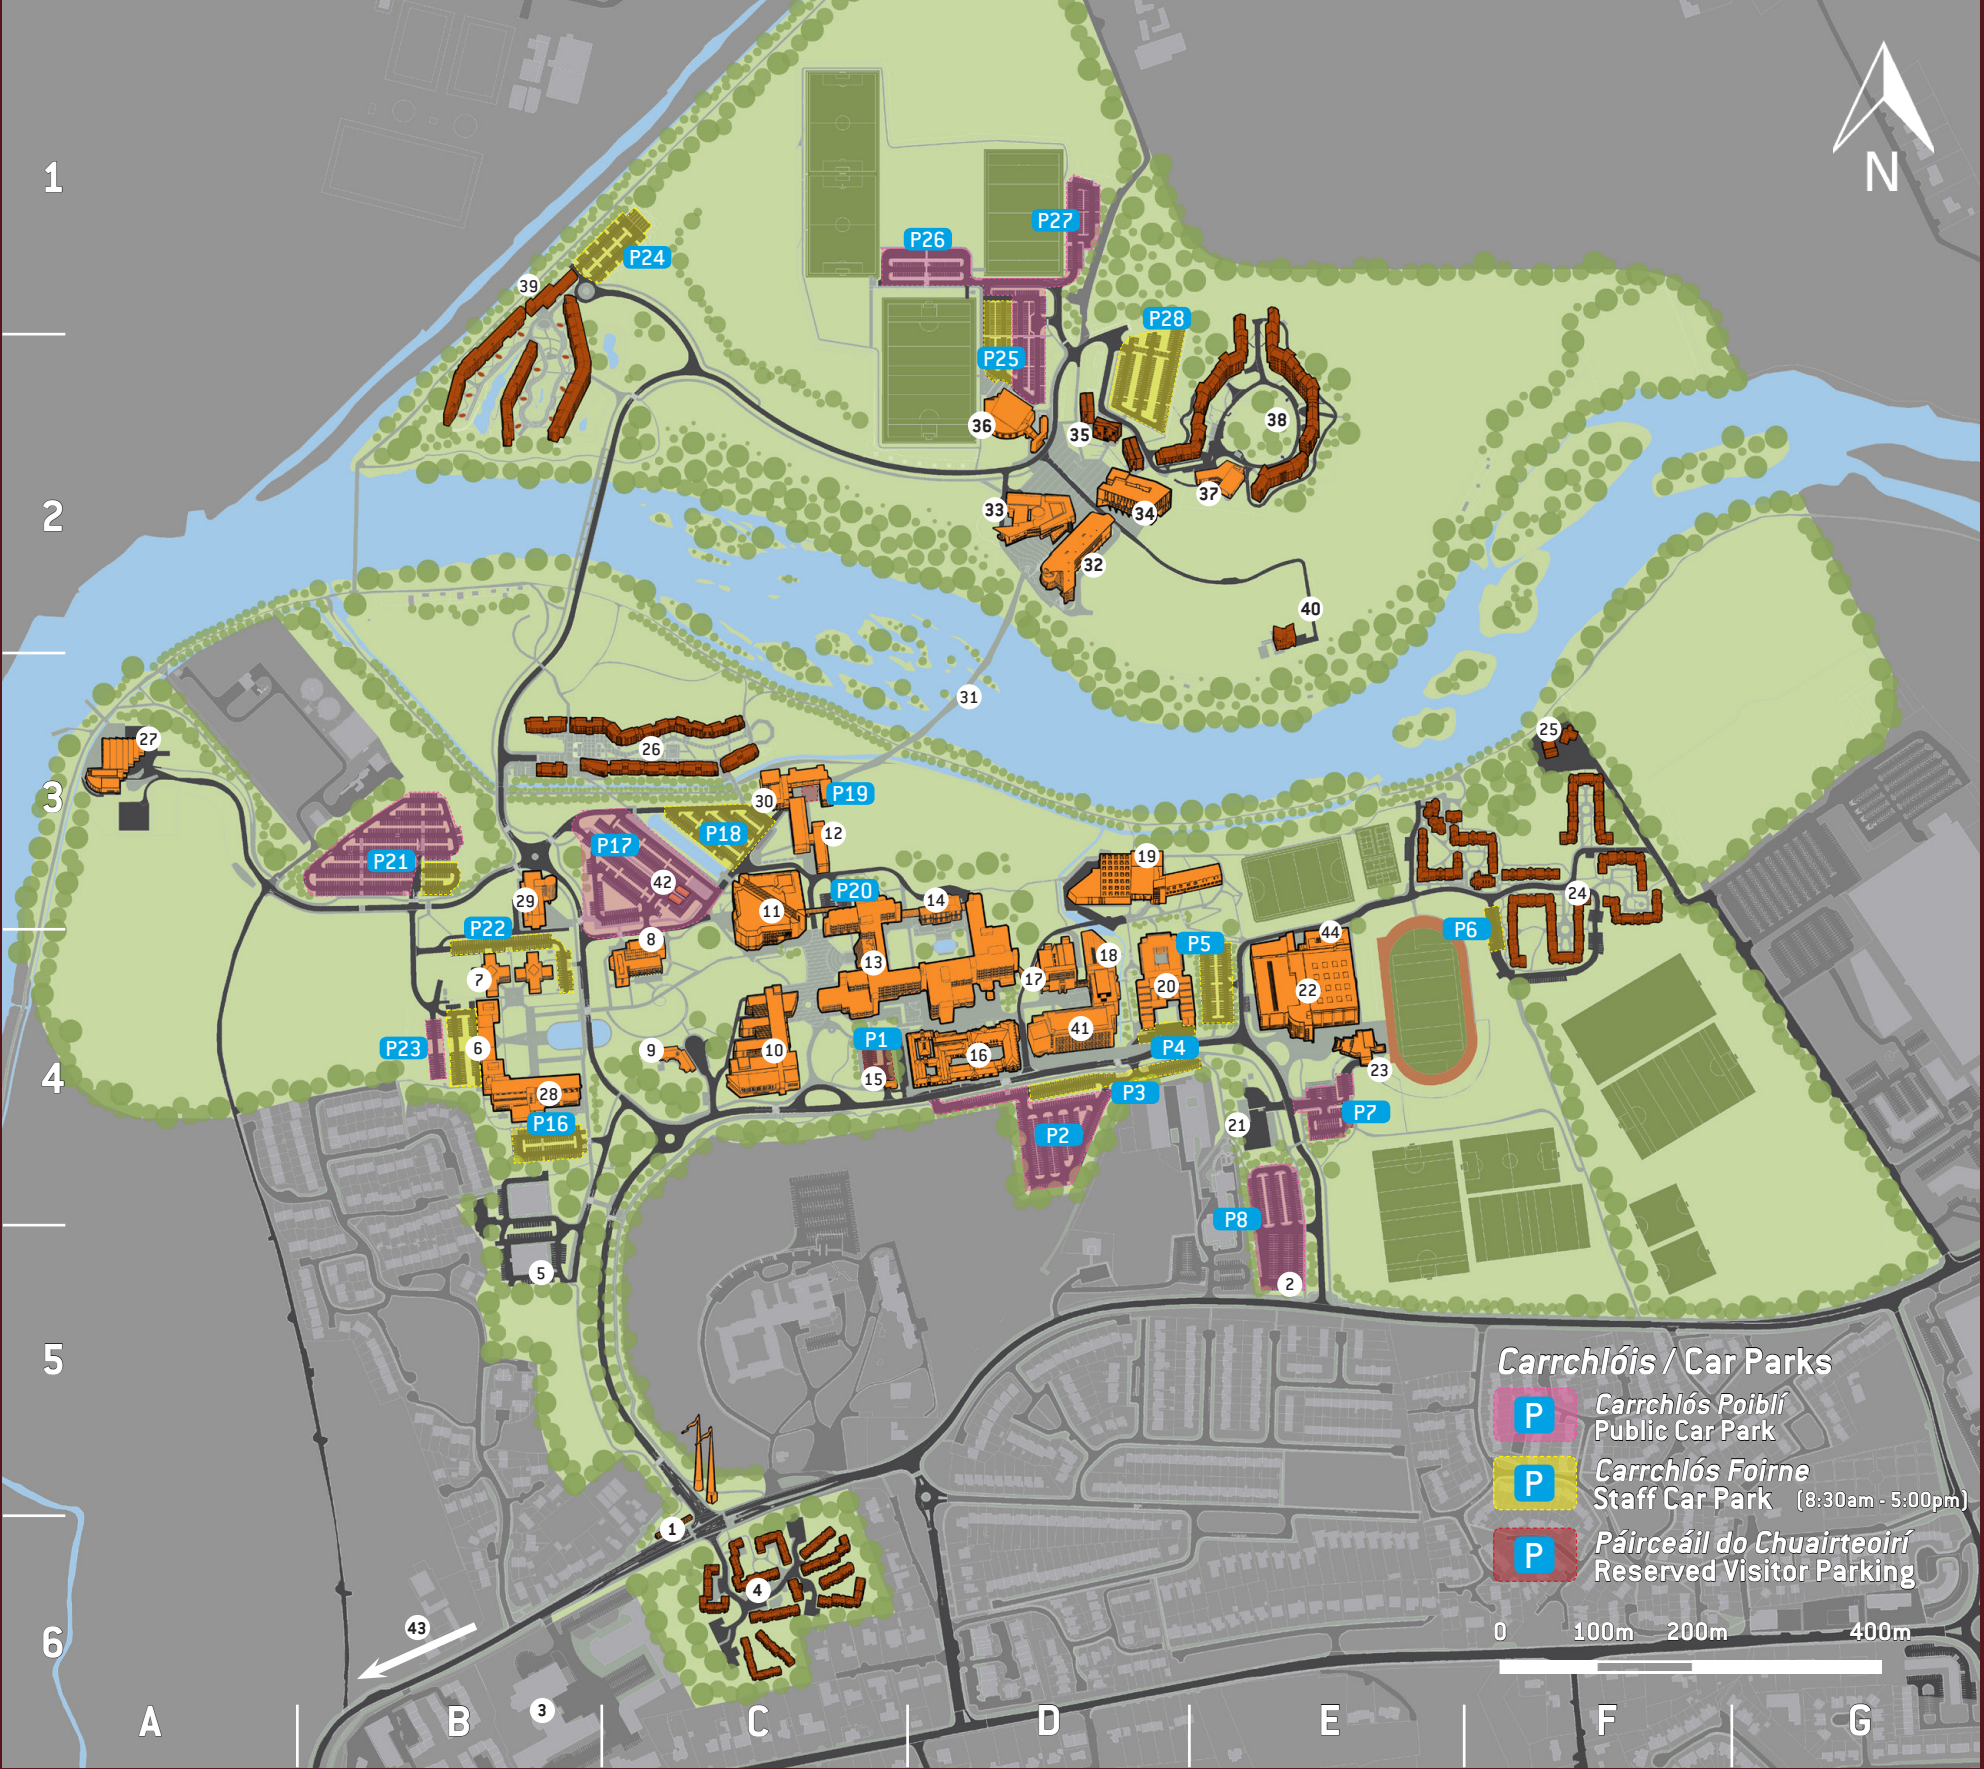 N
1
P27
P26
P24
39
P28
P25
36
35
38
37
33
34
2
32
40
31
25
27
26
30
P19
3
12
P18
P17
19
P21
42
P20
24
29
14
11
P22
P6
44
8
P5
18
13
7
17
20
22
41
P1
P4
P23
6
9
10
16
23
15
4
28
P3
P7
P16
21
P2
P8
5
2
5
Carrchlóis / Car Parks
P
Carrchlós Poiblí
Public Car Park
P
Carrchlós Foirne
Staff Car Park (8:30am - 5:00pm)
1
P
Páirceáil do Chuairteoirí
Reserved Visitor Parking
4
43
6
0 100m 200m 400m
3
A B C D E F G